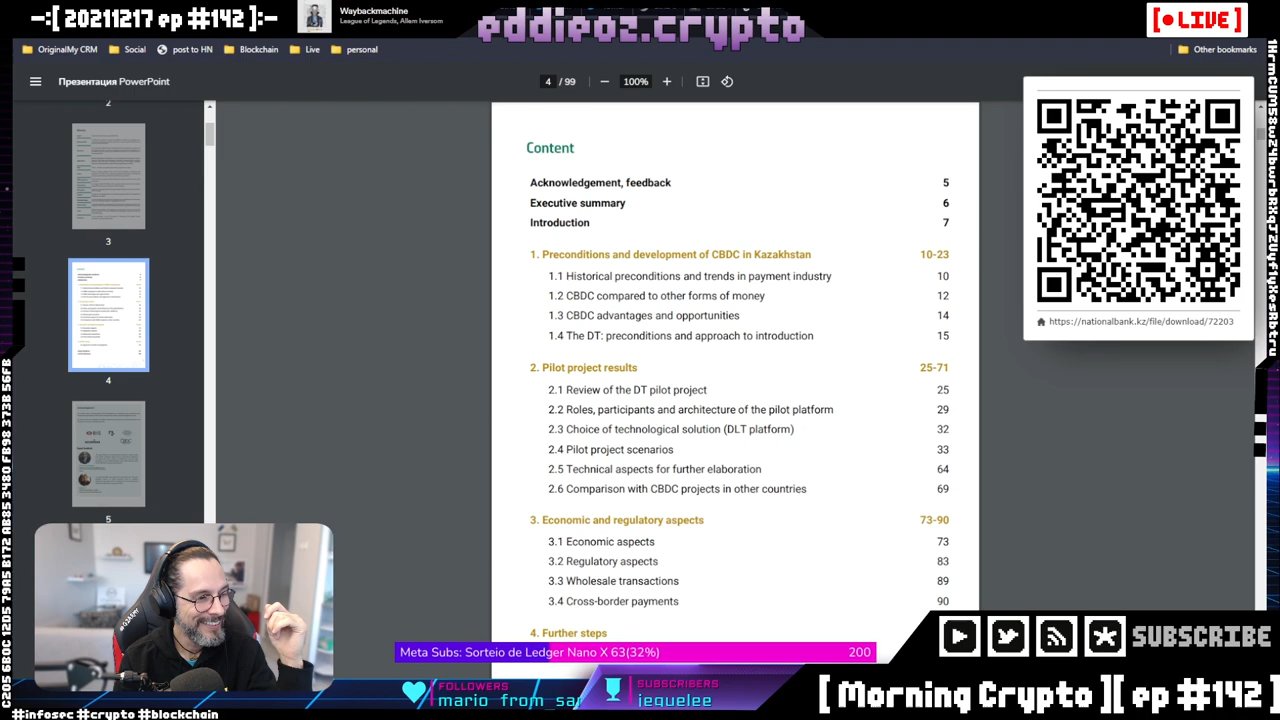 -:[ 20211217 ep #142 ]:-
Waybackmachine
League of Legends, Allem Iversom
eddieoz.crypto
[ ● LIVE ]
OriginalMy CRM
Social
post to HN
Blockchain
Live
personal
Other bookmarks
Презентация PowerPoint
4 / 99
100%
2
3
4
5
Content
Acknowledgement, feedback 5
Executive summary 6
Introduction 7
1. Preconditions and development of CBDC in Kazakhstan 10-23
1.1 Historical preconditions and trends in payment industry 10
1.2 CBDC compared to other forms of money 12
1.3 CBDC advantages and opportunities 14
1.4 The DT: preconditions and approach to introduction 15
2. Pilot project results 25-71
2.1 Review of the DT pilot project 25
2.2 Roles, participants and architecture of the pilot platform 29
2.3 Choice of technological solution (DLT platform) 32
2.4 Pilot project scenarios 33
2.5 Technical aspects for further elaboration 64
2.6 Comparison with CBDC projects in other countries 69
3. Economic and regulatory aspects 73-90
3.1 Economic aspects 73
3.2 Regulatory aspects 83
3.3 Wholesale transactions 89
3.4 Cross-border payments 90
4. Further steps
https://nationalbank.kz/file/download/72203
Meta Subs: Sorteio de Ledger Nano X 63(32%) 200
FOLLOWERS
mario_from_sa
SUBSCRIBERS
ieguelee
SUBSCRIBE
[ Morning Crypto ][ ep #142 ]
#infosec #crypto #blockchain